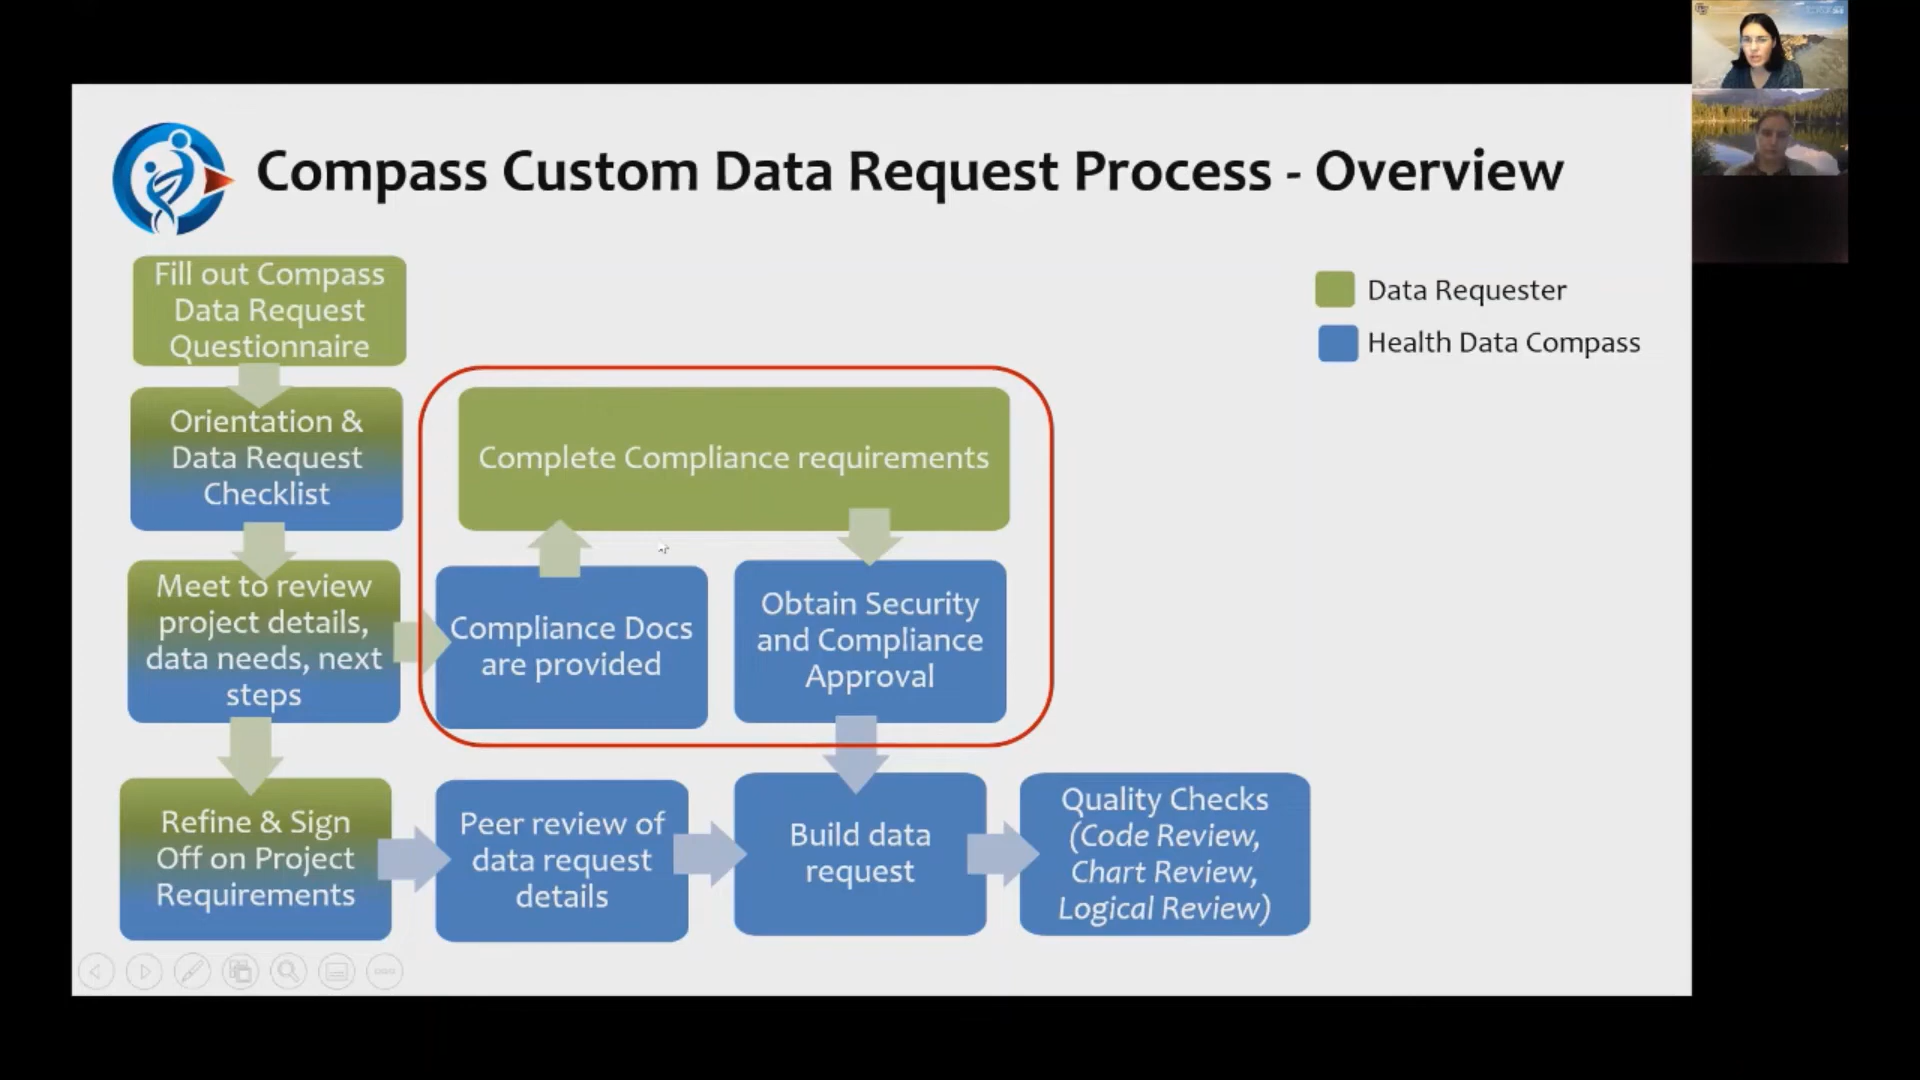 Compass Custom Data Request Process - Overview
Fill out Compass
Data Request
Questionnaire
Data Requester
Health Data Compass
Orientation &
Data Request
Checklist
Complete Compliance requirements
Meet to review
project details,
data needs, next
steps
Compliance Docs
are provided
Obtain Security
and Compliance
Approval
Refine & Sign
Off on Project
Requirements
Peer review of
data request
details
Build data
request
Quality Checks
(Code Review,
Chart Review,
Logical Review)